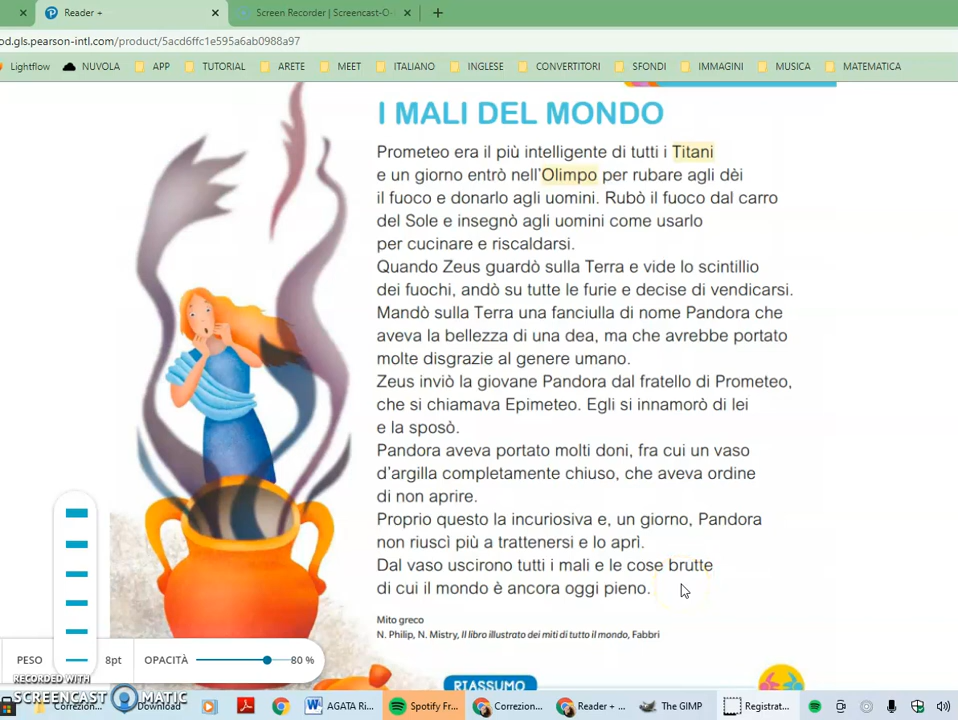 Reader +
Screen Recorder | Screencast-O-
od.gls.pearson-intl.com/product/5acd6ffc1e595a6ab0988a97
Lightflow NUVOLA APP TUTORIAL ARETE MEET ITALIANO INGLESE CONVERTITORI SFONDI IMMAGINI MUSICA MATEMATICA
I MALI DEL MONDO
Prometeo era il più intelligente di tutti i Titani
e un giorno entrò nell'Olimpo per rubare agli dèi
il fuoco e donarlo agli uomini. Rubò il fuoco dal carro
del Sole e insegnò agli uomini come usarlo
per cucinare e riscaldarsi.
Quando Zeus guardò sulla Terra e vide lo scintillio
dei fuochi, andò su tutte le furie e decise di vendicarsi.
Mandò sulla Terra una fanciulla di nome Pandora che
aveva la bellezza di una dea, ma che avrebbe portato
molte disgrazie al genere umano.
Zeus inviò la giovane Pandora dal fratello di Prometeo,
che si chiamava Epimeteo. Egli si innamorò di lei
e la sposò.
Pandora aveva portato molti doni, fra cui un vaso
d'argilla completamente chiuso, che aveva ordine
di non aprire.
Proprio questo la incuriosiva e, un giorno, Pandora
non riuscì più a trattenersi e lo aprì.
Dal vaso uscirono tutti i mali e le cose brutte
di cui il mondo è ancora oggi pieno.
Mito greco
N. Philip, N. Mistry, Il libro illustrato dei miti di tutto il mondo, Fabbri
PESO 8pt OPACITÀ 80 %
RIASSUMO
RECORDED WITH
SCREENCAST MATIC
Correzion... Download AGATA Ri... Spotify Fr... Correzion... Reader + ... The GIMP Registrat...